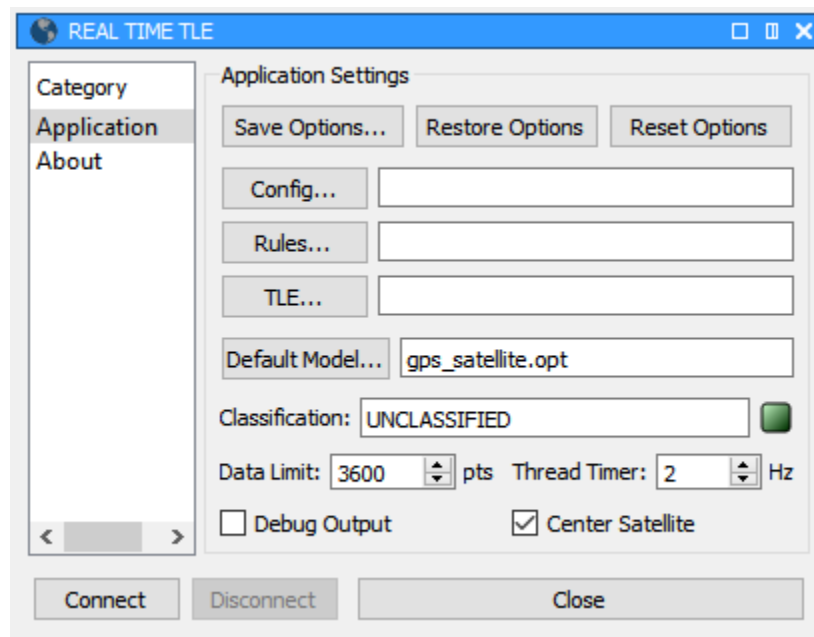 REAL TIME TLE
Category
Application
About
Application Settings
Save Options... Restore Options Reset Options
Config...
Rules...
TLE...
Default Model... gps_satellite.opt
Classification: UNCLASSIFIED
Data Limit: 3600 pts Thread Timer: 2 Hz
Debug Output Center Satellite
Connect Disconnect Close